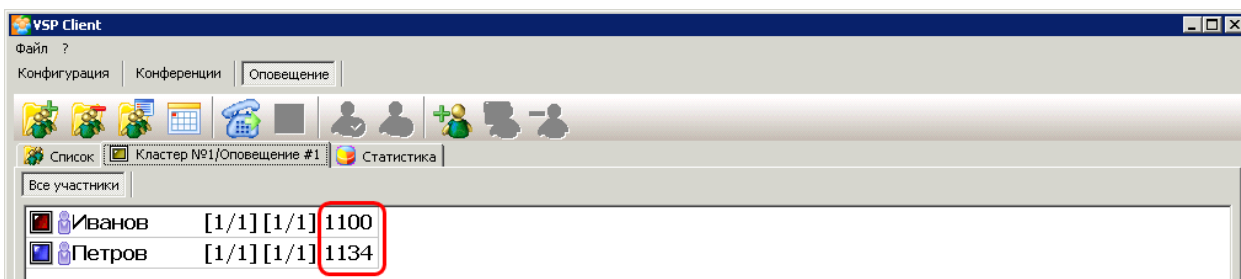 VSP Client
Файл ?
Конфигурация Конференции Оповещение
Список Кластер №1/Оповещение #1 Статистика
Все участники
Иванов [1/1] [1/1] 1100
Петров [1/1] [1/1] 1134